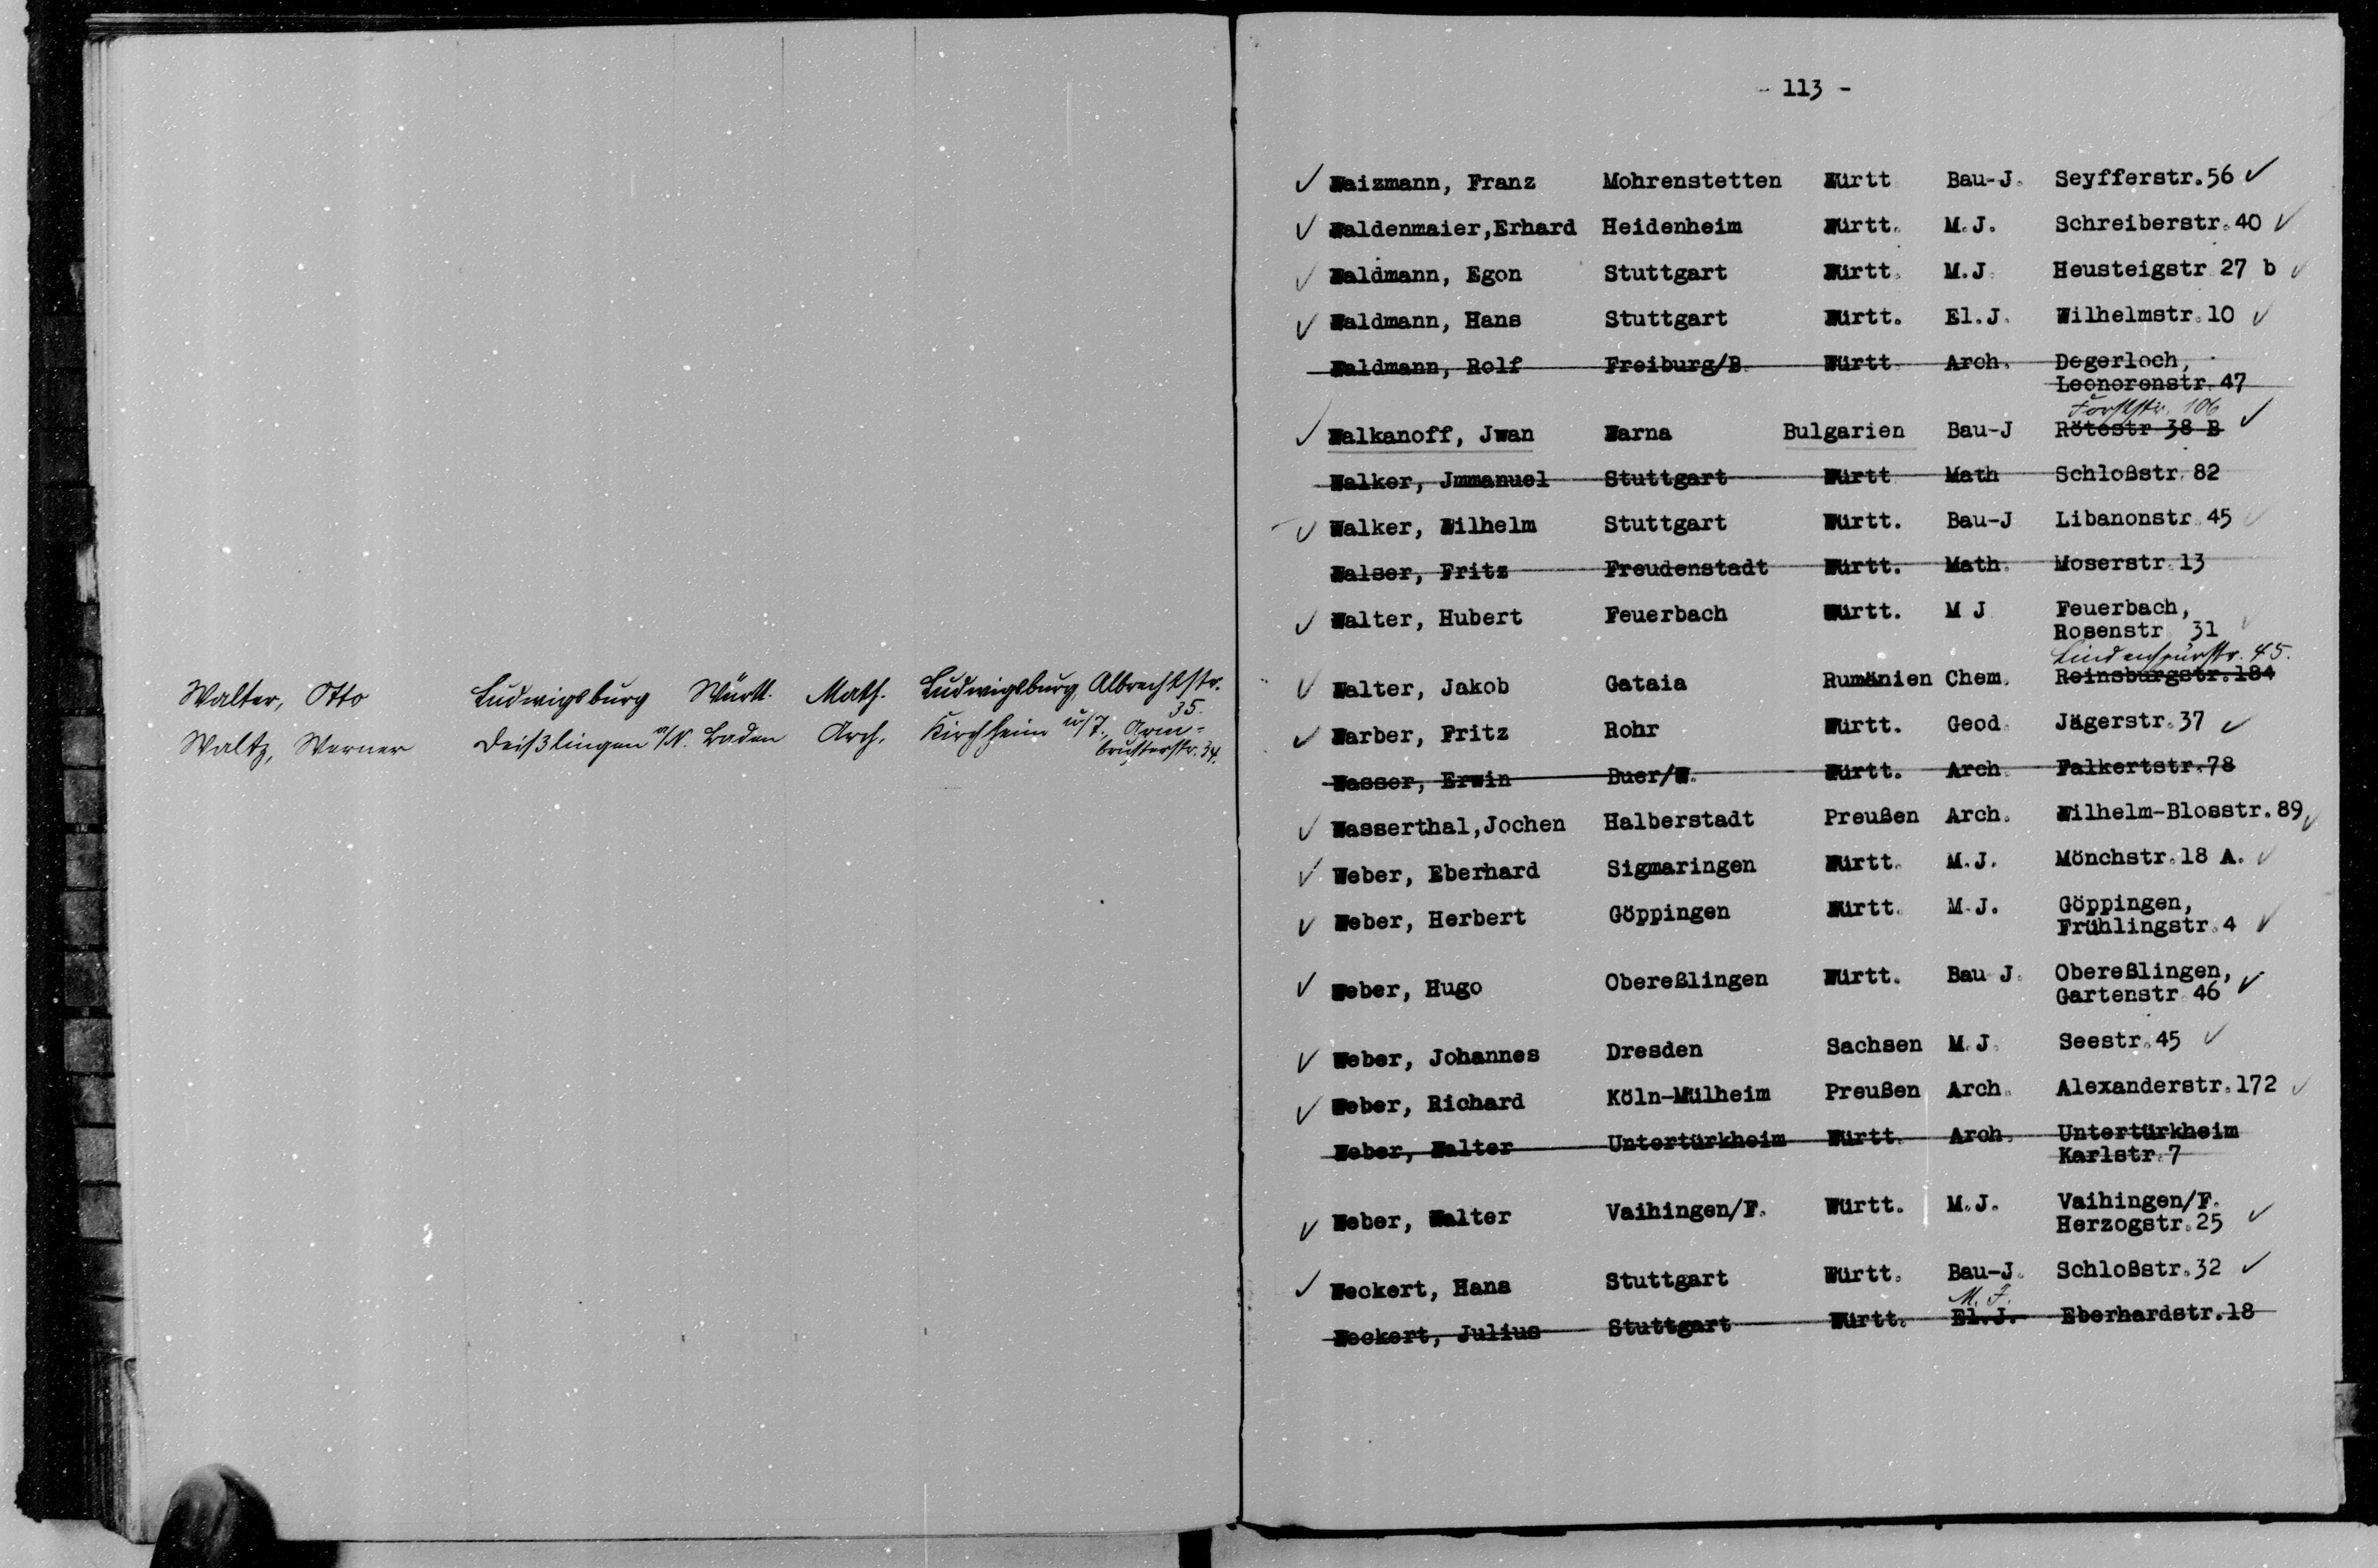 Walter, Otto Ludwigsburg Württ. Math. Ludwigsburg, Albrechtstr.
35.
Waltz, Werner Deißlingen a/N. Baden Arch. Kirchheim u/T., Arm-
brusterstr. 34.
- 113 -
Waizmann, Franz Mohrenstetten Württ Bau-J. Seyfferstr.56
Waldenmaier,Erhard Heidenheim Württ. M.J. Schreiberstr.40
Waldmann, Egon Stuttgart Württ. M.J. Heusteigstr 27 b
Waldmann, Hans Stuttgart Württ. El.J. Wilhelmstr.10
Waldmann, Rolf Freiburg/B. Württ. Arch. Degerloch,
Leonorenstr.47
Forststr. 106
Walkanoff, Jwan Warna Bulgarien Bau-J Rötestr 38 B
Walker, Jmmanuel Stuttgart Württ Math Schloßstr.82
Walker, Wilhelm Stuttgart Württ. Bau-J Libanonstr.45
Walser, Fritz Freudenstadt Württ. Math. Moserstr.13
Walter, Hubert Feuerbach Württ. M J Feuerbach,
Rosenstr 31
Lindenspürstr. 45.
Walter, Jakob Gataia Rumänien Chem. Reinsburgstr.184
Warber, Fritz Rohr Württ. Geod. Jägerstr.37
Wasser, Erwin Buer/W. Württ. Arch. Falkertstr.78
Wasserthal,Jochen Halberstadt Preußen Arch. Wilhelm-Blosstr.89
Weber, Eberhard Sigmaringen Württ. M.J. Mönchstr.18 A.
Weber, Herbert Göppingen Württ. M.J. Göppingen,
Frühlingstr.4
Weber, Hugo Obereßlingen Württ. Bau J. Obereßlingen,
Gartenstr.46
Weber, Johannes Dresden Sachsen M.J. Seestr.45
Weber, Richard Köln-Mülheim Preußen Arch. Alexanderstr.172
Weber, Walter Untertürkheim Württ. Arch. Untertürkheim
Karlstr.7
Weber, Walter Vaihingen/F. Württ. M.J. Vaihingen/F.
Herzogstr.25
Weckert, Hans Stuttgart Württ. Bau-J. Schloßstr.32
M. J.
Weckert, Julius Stuttgart Württ. El.J. Eberhardstr.18